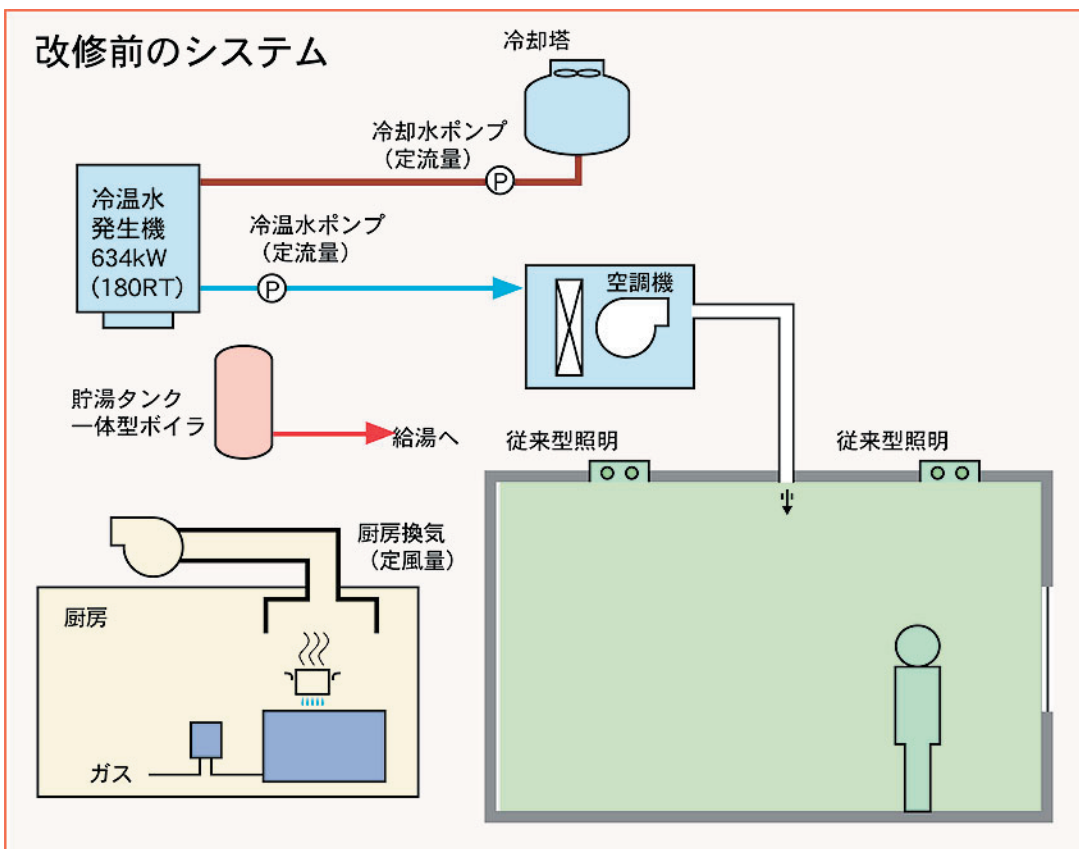 改修前のシステム
冷却塔
冷却水ポンプ
（定流量）
P
冷温水
発生機
634kW
(180RT)
冷温水ポンプ
（定流量）
P
空調機
貯湯タンク
一体型ボイラ
給湯へ
従来型照明
従来型照明
厨房換気
（定風量）
厨房
ガス